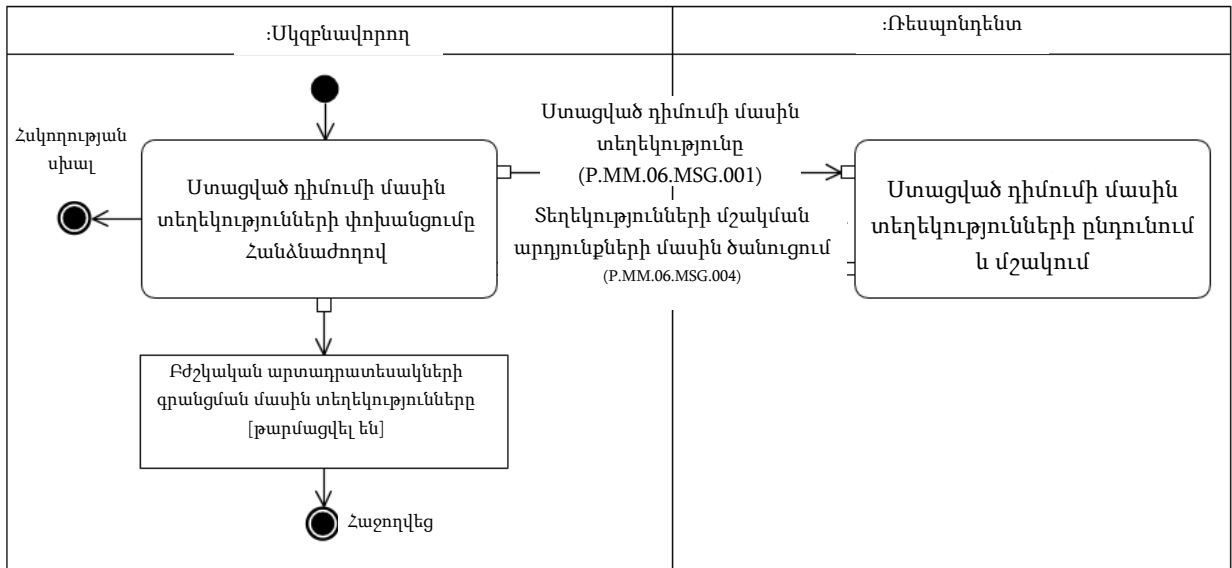 :Սկզբնավորող
:Ռեսպոնդենտ
Հսկողության
սխալ
Ստացված դիմումի մասին
տեղեկությունների փոխանցումը
Հանձնաժողով
Ստացված դիմումի մասին
տեղեկությունը
(P.MM.06.MSG.001)
Տեղեկությունների մշակման
արդյունքների մասին ծանուցում
(P.MM.06.MSG.004)
Ստացված դիմումի մասին
տեղեկությունների ընդունում
և մշակում
Բժշկական արտադրատեսակների
գրանցման մասին տեղեկությունները
[թարմացվել են]
Հաջողվեց